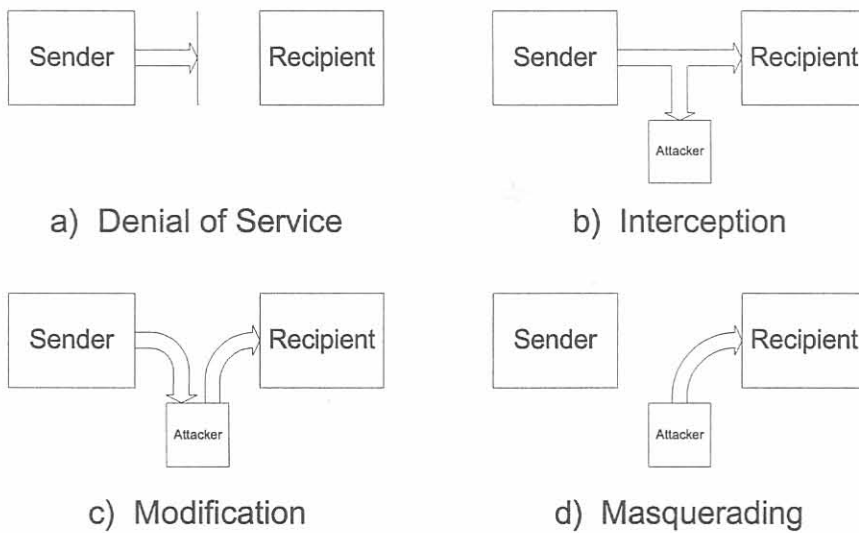 Sender
Recipient
Sender
Recipient
Attacker
a) Denial of Service
b) Interception
Sender
Recipient
Sender
Recipient
Attacker
Attacker
c) Modification
d) Masquerading